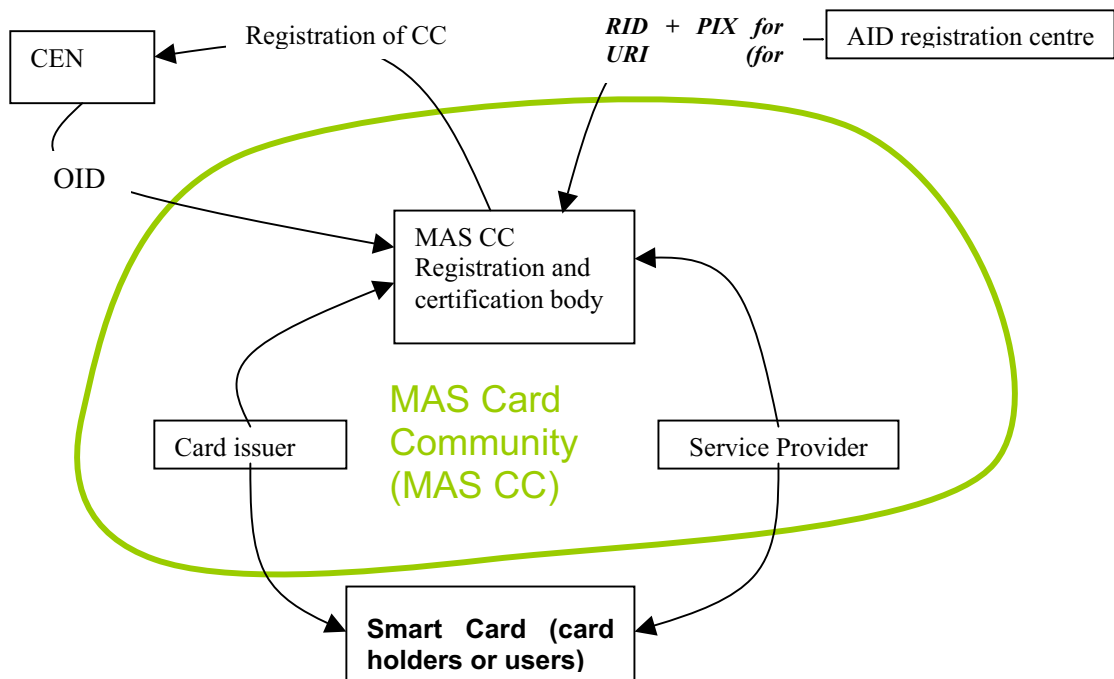 Registration of CC
RID + PIX for
URI (for
AID registration centre
CEN
OID
MAS CC
Registration and
certification body
MAS Card
Community
(MAS CC)
Card issuer
Service Provider
Smart Card (card
holders or users)